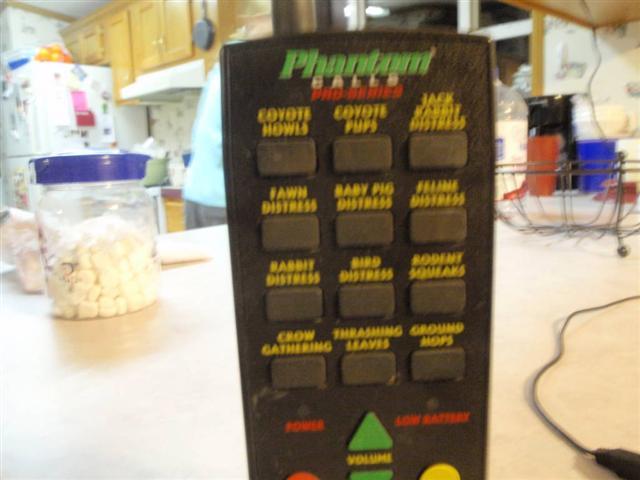 Phantom
CALLS
PRO-SERIES
COYOTE HOWLS
COYOTE PUPS
JACK RABBIT DISTRESS
FAWN DISTRESS
BABY PIG DISTRESS
FELINE DISTRESS
RABBIT DISTRESS
BIRD DISTRESS
RODENT SQUEAKS
CROW GATHERING
THRASHING LEAVES
GROUND HOPS
POWER
LOW BATTERY
VOLUME